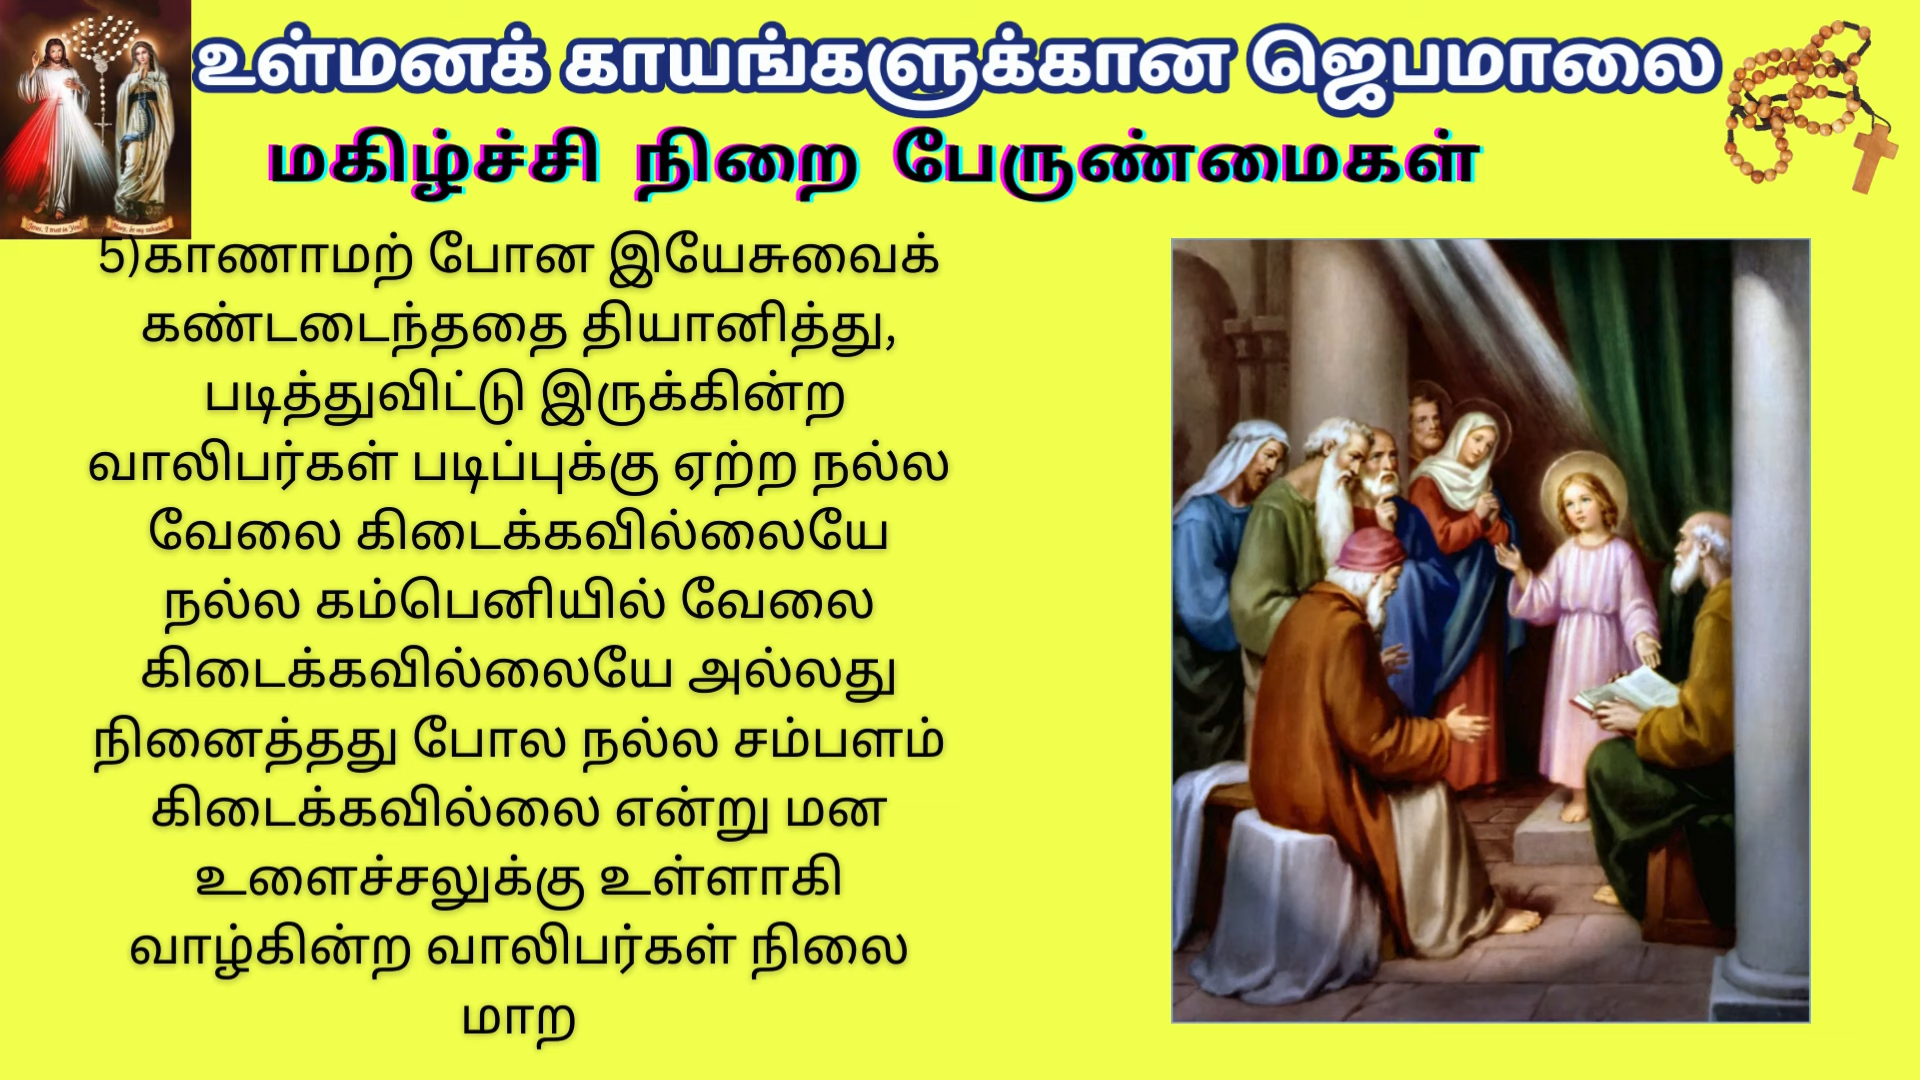 உள்மனக் காயங்களுக்கான ஜெபமாலை
மகிழ்ச்சி நிறை பேருண்மைகள்
5)காணாமற் போன இயேசுவைக்
கண்டடைந்ததை தியானித்து,
படித்துவிட்டு இருக்கின்ற
வாலிபர்கள் படிப்புக்கு ஏற்ற நல்ல
வேலை கிடைக்கவில்லையே
நல்ல கம்பெனியில் வேலை
கிடைக்கவில்லையே அல்லது
நினைத்தது போல நல்ல சம்பளம்
கிடைக்கவில்லை என்று மன
உளைச்சலுக்கு உள்ளாகி
வாழ்கின்ற வாலிபர்கள் நிலை
மாற